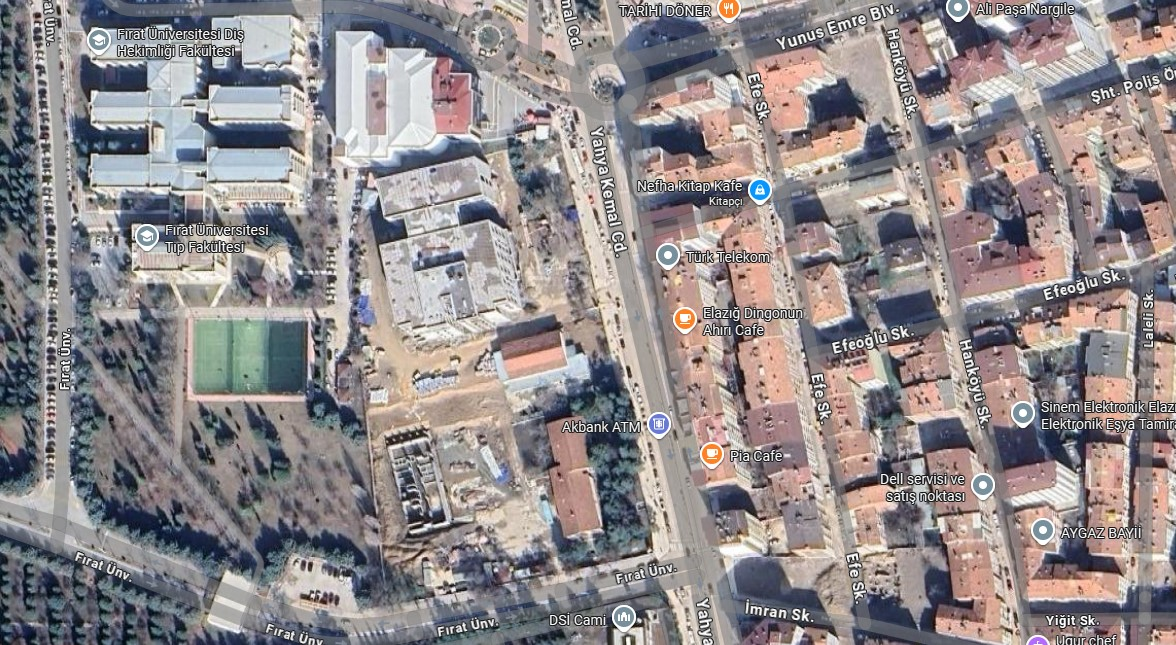 TARİHİ DÖNER
Ali Paşa Nargile
Yunus Emre Blv.
Fırat Üniversitesi Diş
Hekimliği Fakültesi
Hanköyü Sk.
Efe Sk.
Şht. Polis Ö
Yahya Kemal Cd.
Nefha Kitap Kafe
Kitapçı
Fırat Üniversitesi
Tıp Fakültesi
Türk Telekom
Efeoğlu Sk.
Elazığ Dingonun
Ahırı Cafe
Laleli Sk.
Efeoğlu Sk.
Fırat Ünv.
Hanköyü Sk.
Efe Sk.
Sinem Elektronik Elaz
Elektronik Eşya Tamir
Akbank ATM
Pia Cafe
Dell servisi ve
satış noktası
AYGAZ BAYİİ
Fırat Ünv.
Fırat Ünv.
Efe Sk.
İmran Sk.
Yahya
DSİ Cami
Fırat Ünv.
Fırat Ünv.
Yiğit Sk.
Uğur chef